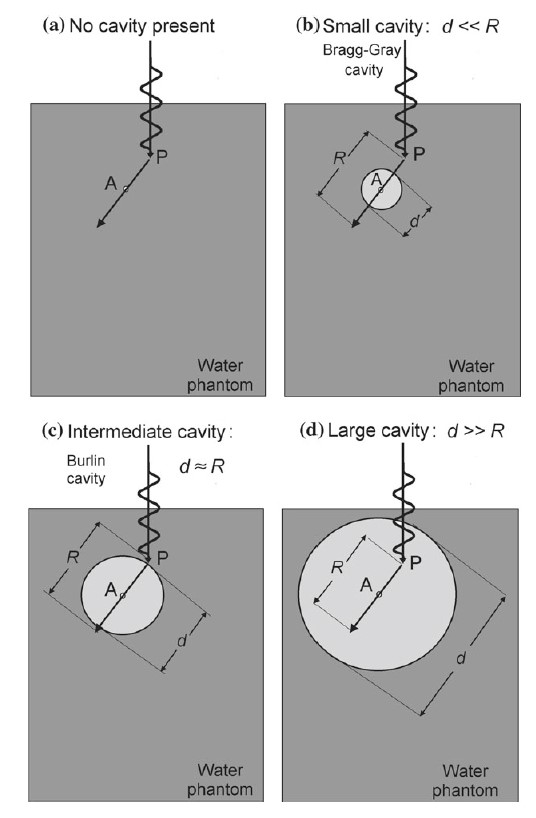 (a) No cavity present
P
A
Water
phantom
(b) Small cavity: d << R
Bragg-Gray
cavity
P
R
A
d
Water
phantom
(c) Intermediate cavity:
Burlin
cavity
d ≈ R
P
R
A
d
Water
phantom
(d) Large cavity: d >> R
P
R
A
d
Water
phantom